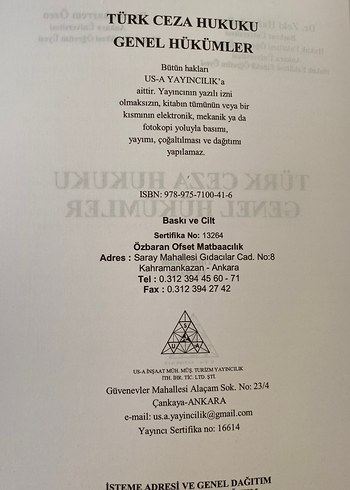 TÜRK CEZA HUKUKU
GENEL HÜKÜMLER
Bütün hakları
US-A YAYINCILIK'a
aittir. Yayıncının yazılı izni
olmaksızın, kitabın tümünün veya bir
kısmının elektronik, mekanik ya da
fotokopi yoluyla basımı,
yayımı, çoğaltılması ve dağıtımı
yapılamaz.
TÜRK CEZA HUKUKU
GENEL HÜKÜMLER
ISBN: 978-975-7100-41-6
Baskı ve Cilt
Sertifika No: 13264
Özbaran Ofset Matbaacılık
Adres : Saray Mahallesi Gıdacılar Cad. No:8
Kahramankazan - Ankara
Tel : 0.312 394 45 60 - 71
Fax : 0.312 394 27 42
US-A İNŞAAT MÜH. MÜŞ. TURİZM YAYINCILIK
İTH. İHR. TİC. LTD. ŞTİ.
Güvenevler Mahallesi Alaçam Sok. No: 23/4
Çankaya-ANKARA
e-mail: us.a.yayincilik@gmail.com
Yayıncı Sertifika no: 16614
İSTEME ADRESİ VE GENEL DAĞITIM